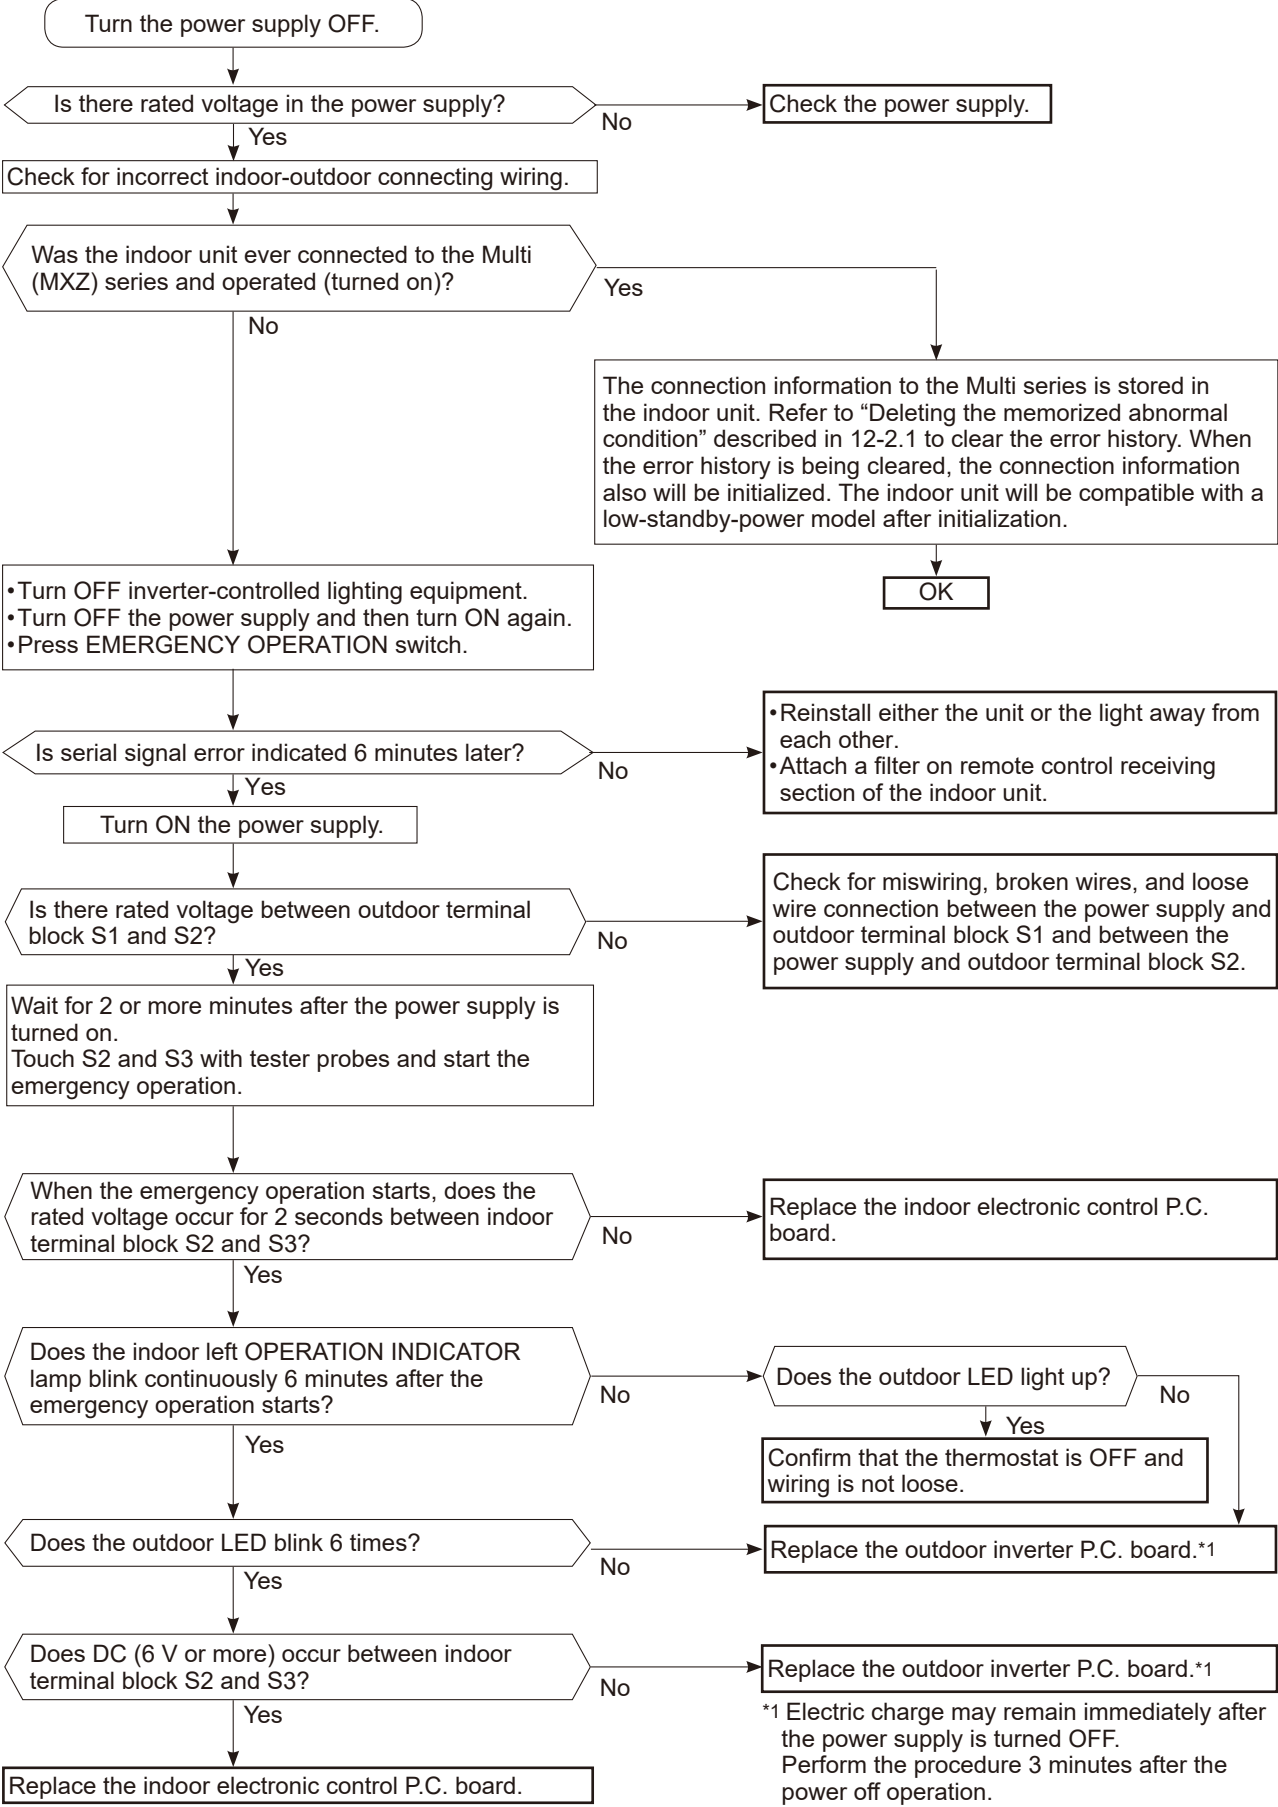 Turn the power supply OFF.
Is there rated voltage in the power supply?
No
Check the power supply.
Yes
Check for incorrect indoor-outdoor connecting wiring.
Was the indoor unit ever connected to the Multi
(MXZ) series and operated (turned on)?
Yes
No
The connection information to the Multi series is stored in
the indoor unit. Refer to “Deleting the memorized abnormal
condition” described in 12-2.1 to clear the error history. When
the error history is being cleared, the connection information
also will be initialized. The indoor unit will be compatible with a
low-standby-power model after initialization.
OK
•Turn OFF inverter-controlled lighting equipment.
•Turn OFF the power supply and then turn ON again.
•Press EMERGENCY OPERATION switch.
Is serial signal error indicated 6 minutes later?
No
•Reinstall either the unit or the light away from
each other.
•Attach a filter on remote control receiving
section of the indoor unit.
Yes
Turn ON the power supply.
Is there rated voltage between outdoor terminal
block S1 and S2?
No
Check for miswiring, broken wires, and loose
wire connection between the power supply and
outdoor terminal block S1 and between the
power supply and outdoor terminal block S2.
Yes
Wait for 2 or more minutes after the power supply is
turned on.
Touch S2 and S3 with tester probes and start the
emergency operation.
When the emergency operation starts, does the
rated voltage occur for 2 seconds between indoor
terminal block S2 and S3?
No
Replace the indoor electronic control P.C.
board.
Yes
Does the indoor left OPERATION INDICATOR
lamp blink continuously 6 minutes after the
emergency operation starts?
No
Does the outdoor LED light up?
No
Yes
Confirm that the thermostat is OFF and
wiring is not loose.
Yes
Does the outdoor LED blink 6 times?
No
Replace the outdoor inverter P.C. board.*1
Yes
Does DC (6 V or more) occur between indoor
terminal block S2 and S3?
No
Replace the outdoor inverter P.C. board.*1
Yes
*1 Electric charge may remain immediately after
the power supply is turned OFF.
Perform the procedure 3 minutes after the
power off operation.
Replace the indoor electronic control P.C. board.